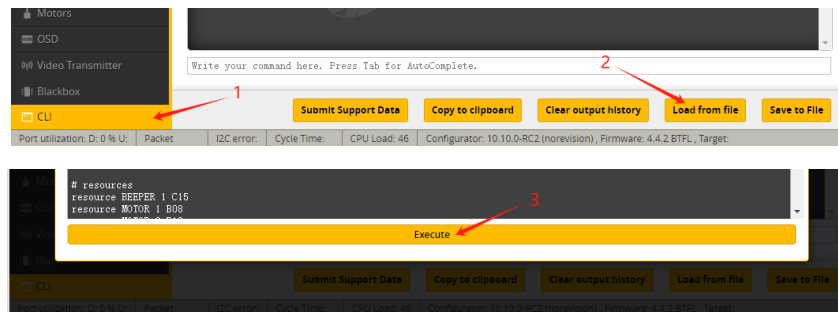 Motors
OSD
Video Transmitter
Write your command here. Press Tab for AutoComplete.
2
Blackbox
1
CLI
Submit Support Data Copy to clipboard Clear output history Load from file Save to File
Port utilization: D: 0 % U: Packet I2C error: Cycle Time: CPU Load: 46 Configurator: 10.10.0-RC2 (norevision) , Firmware: 4.4.2 BTFL , Target:
# resources
resource BEEPER 1 C15
resource MOTOR 1 B08
3
Execute
CLI
Submit Support Data Copy to clipboard Clear output history Load from file Save to File
Port utilization: D: 0 % U: Packet I2C error: Cycle Time: CPU Load: 46 Configurator: 10.10.0-RC2 (norevision) , Firmware: 4.4.2 BTFL , Target: